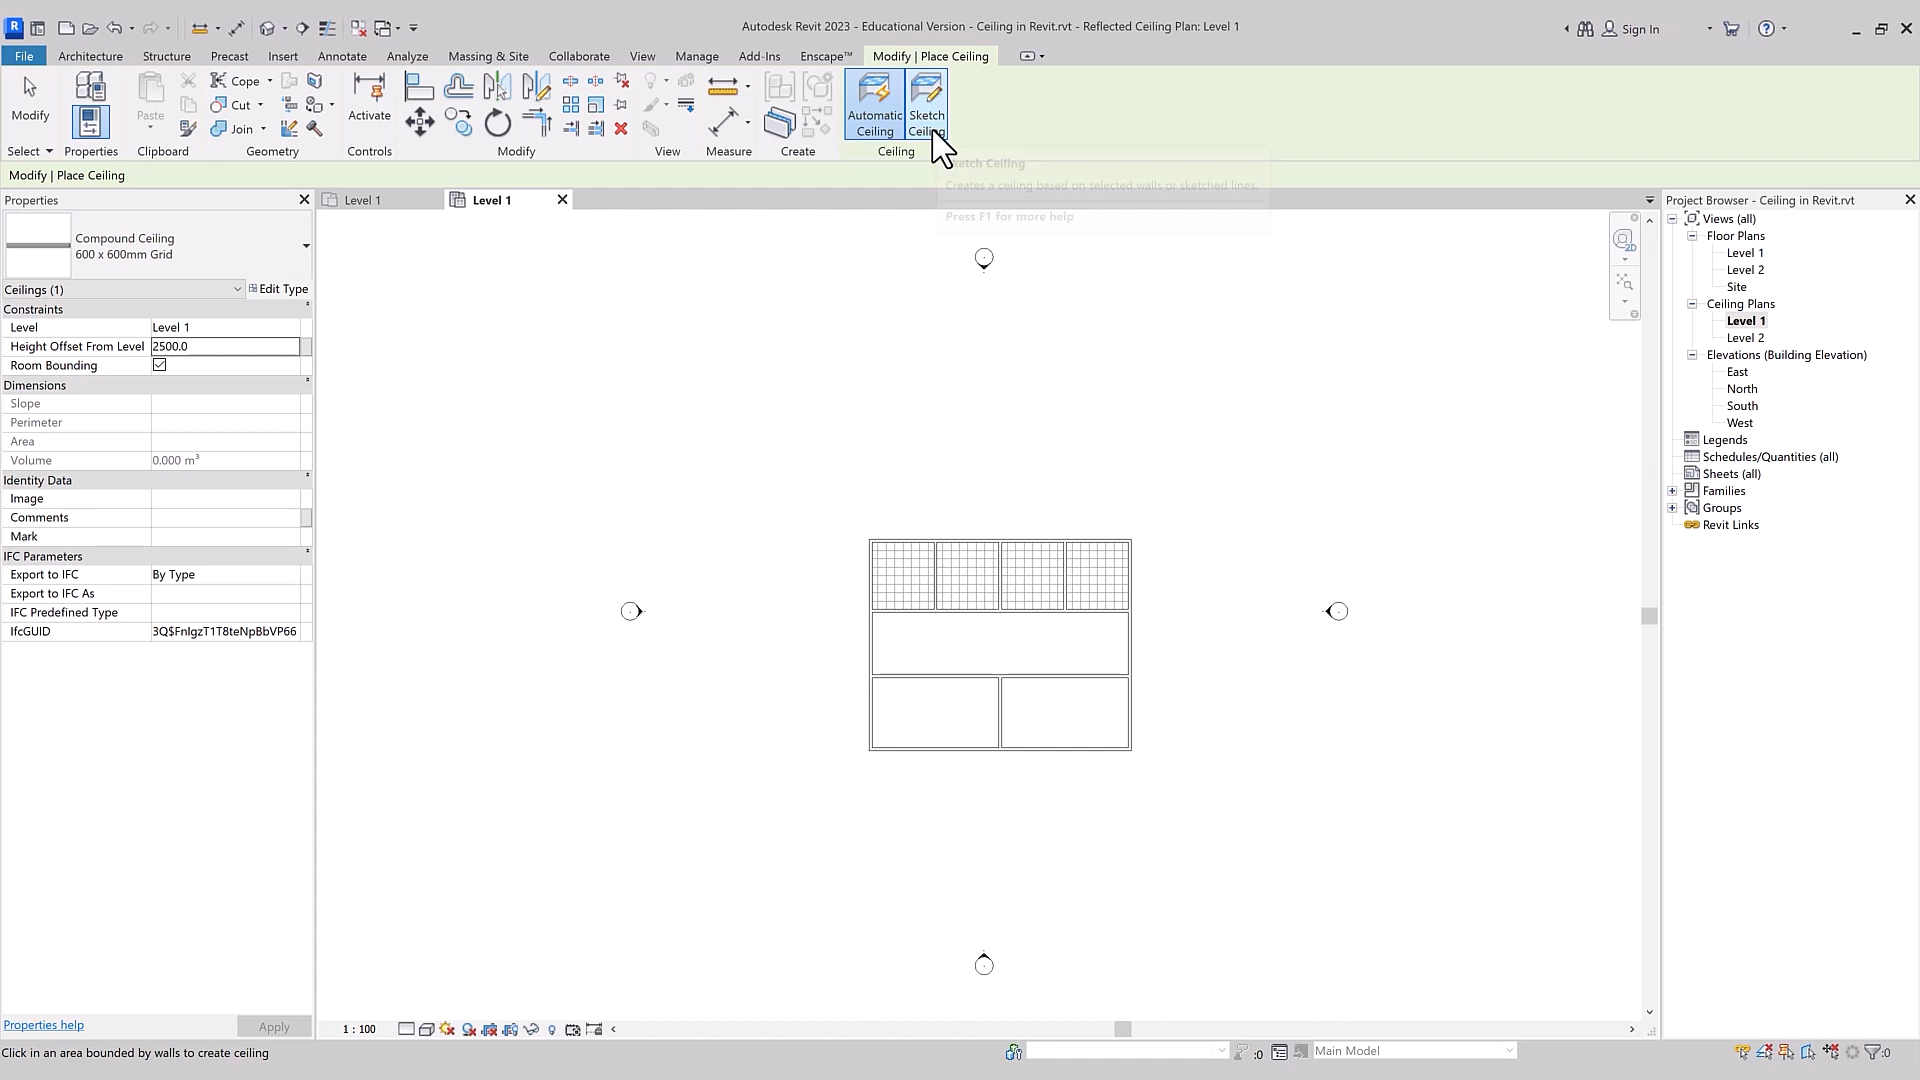 Autodesk Revit 2023 - Educational Version - Ceiling in Revit.rvt - Reflected Ceiling Plan: Level 1
Sign In
File Architecture Structure Precast Insert Annotate Analyze Massing & Site Collaborate View Manage Add-Ins Enscape™ Modify | Place Ceiling
Modify
Paste
Cope
Cut
Join
Activate
Automatic Ceiling
Sketch Ceiling
Select Properties Clipboard Geometry Controls Modify View Measure Create Ceiling
Sketch Ceiling
Creates a ceiling based on selected walls or sketched lines.
Press F1 for more help
Modify | Place Ceiling
Properties
Level 1
Level 1
Compound Ceiling
600 x 600mm Grid
Ceilings (1)
Edit Type
Constraints
Level Level 1
Height Offset From Level 2500.0
Room Bounding
Dimensions
Slope
Perimeter
Area
Volume 0.000 m³
Identity Data
Image
Comments
Mark
IFC Parameters
Export to IFC By Type
Export to IFC As
IFC Predefined Type
IfcGUID 3Q$FnIgzT1T8teNpBbVP66
Properties help
Apply
2D
Project Browser - Ceiling in Revit.rvt
Views (all)
Floor Plans
Level 1
Level 2
Site
Ceiling Plans
Level 1
Level 2
Elevations (Building Elevation)
East
North
South
West
Legends
Schedules/Quantities (all)
Sheets (all)
Families
Groups
Revit Links
1 : 100
Click in an area bounded by walls to create ceiling
:0
Main Model
:0